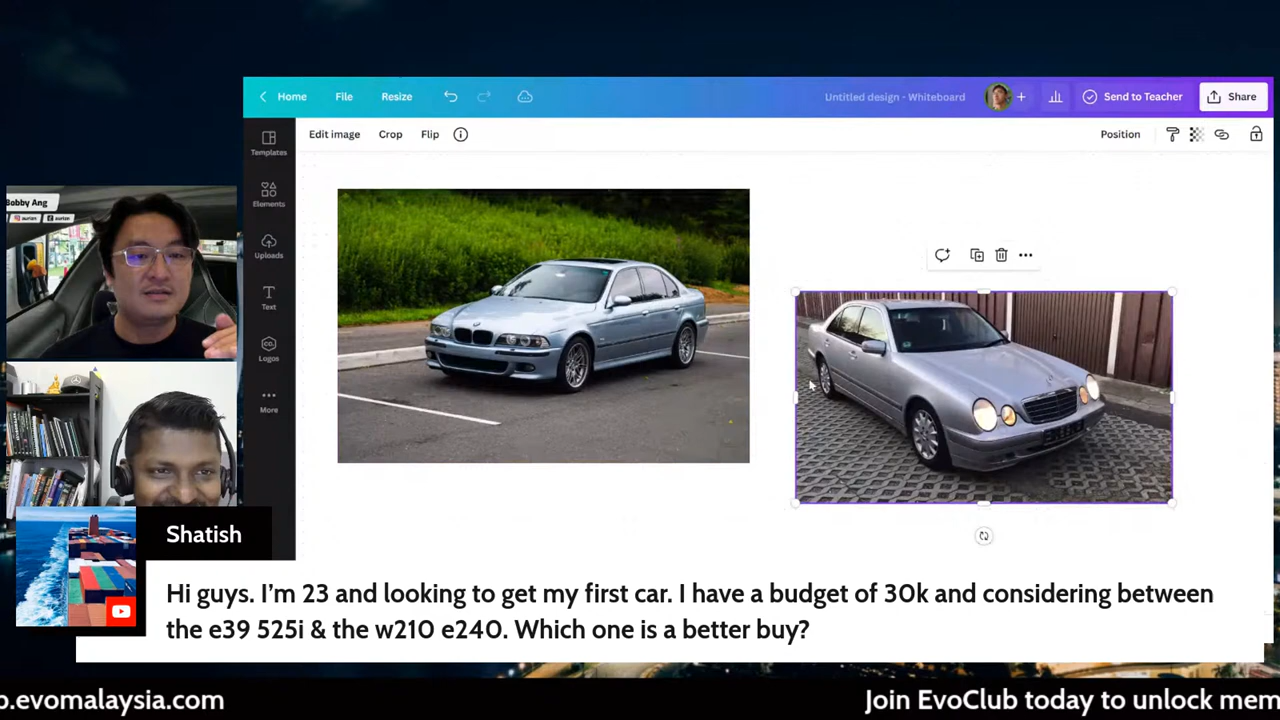 Home File Resize Untitled design - Whiteboard + Send to Teacher Share
Edit image Crop Flip Position
Templates
Elements
Uploads
Text
Logos
More
Bobby Ang
aurizn aurizn
Shatish
Hi guys. I'm 23 and looking to get my first car. I have a budget of 30k and considering between
the e39 525i & the w210 e240. Which one is a better buy?
p.evomalaysia.com Join EvoClub today to unlock mem